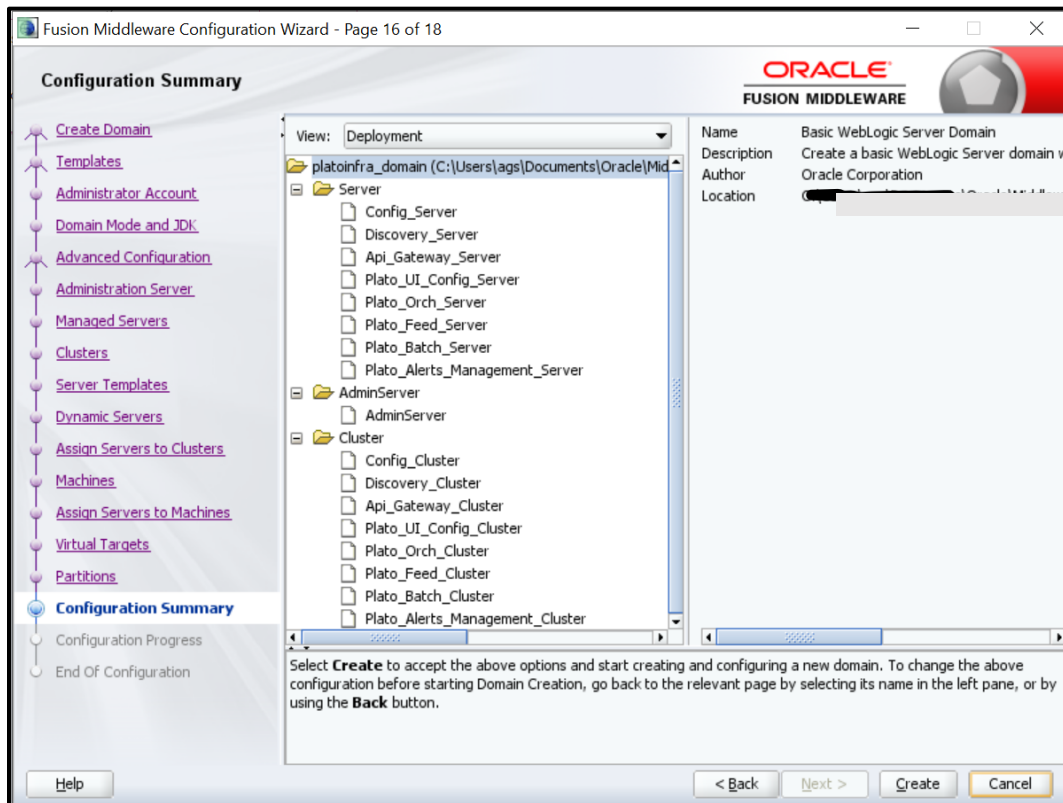 Fusion Middleware Configuration Wizard - Page 16 of 18
Configuration Summary
ORACLE
FUSION MIDDLEWARE
Create Domain
Templates
Administrator Account
Domain Mode and JDK
Advanced Configuration
Administration Server
Managed Servers
Clusters
Server Templates
Dynamic Servers
Assign Servers to Clusters
Machines
Assign Servers to Machines
Virtual Targets
Partitions
Configuration Summary
Configuration Progress
End Of Configuration
View: Deployment
platoinfra_domain (C:\Users\ags\Documents\Oracle\Mid
Server
Config_Server
Discovery_Server
Api_Gateway_Server
Plato_UI_Config_Server
Plato_Orch_Server
Plato_Feed_Server
Plato_Batch_Server
Plato_Alerts_Management_Server
AdminServer
AdminServer
Cluster
Config_Cluster
Discovery_Cluster
Api_Gateway_Cluster
Plato_UI_Config_Cluster
Plato_Orch_Cluster
Plato_Feed_Cluster
Plato_Batch_Cluster
Plato_Alerts_Management_Cluster
Name Basic WebLogic Server Domain
Description Create a basic WebLogic Server domain w
Author Oracle Corporation
Location
Select Create to accept the above options and start creating and configuring a new domain. To change the above
configuration before starting Domain Creation, go back to the relevant page by selecting its name in the left pane, or by
using the Back button.
Help
< Back Next > Create Cancel